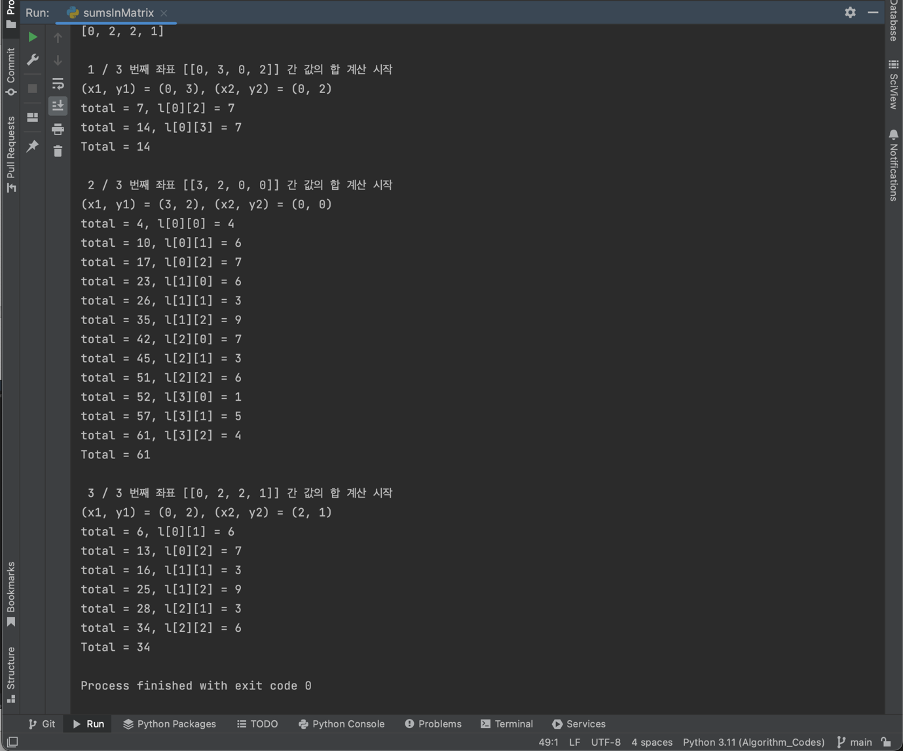 Run:
sumsInMatrix
[0, 2, 2, 1]
1 / 3 번째 좌표 [[0, 3, 0, 2]] 간 값의 합 계산 시작
(x1, y1) = (0, 3), (x2, y2) = (0, 2)
total = 7, l[0][2] = 7
total = 14, l[0][3] = 7
Total = 14
2 / 3 번째 좌표 [[3, 2, 0, 0]] 간 값의 합 계산 시작
(x1, y1) = (3, 2), (x2, y2) = (0, 0)
total = 4, l[0][0] = 4
total = 10, l[0][1] = 6
total = 17, l[0][2] = 7
total = 23, l[1][0] = 6
total = 26, l[1][1] = 3
total = 35, l[1][2] = 9
total = 42, l[2][0] = 7
total = 45, l[2][1] = 3
total = 51, l[2][2] = 6
total = 52, l[3][0] = 1
total = 57, l[3][1] = 5
total = 61, l[3][2] = 4
Total = 61
3 / 3 번째 좌표 [[0, 2, 2, 1]] 간 값의 합 계산 시작
(x1, y1) = (0, 2), (x2, y2) = (2, 1)
total = 6, l[0][1] = 6
total = 13, l[0][2] = 7
total = 16, l[1][1] = 3
total = 25, l[1][2] = 9
total = 28, l[2][1] = 3
total = 34, l[2][2] = 6
Total = 34
Process finished with exit code 0
Pro
Commit
Pull Requests
Bookmarks
Structure
Database
SciView
Notifications
Git
Run
Python Packages
TODO
Python Console
Problems
Terminal
Services
49:1 LF UTF-8 4 spaces Python 3.11 (Algorithm_Codes) main